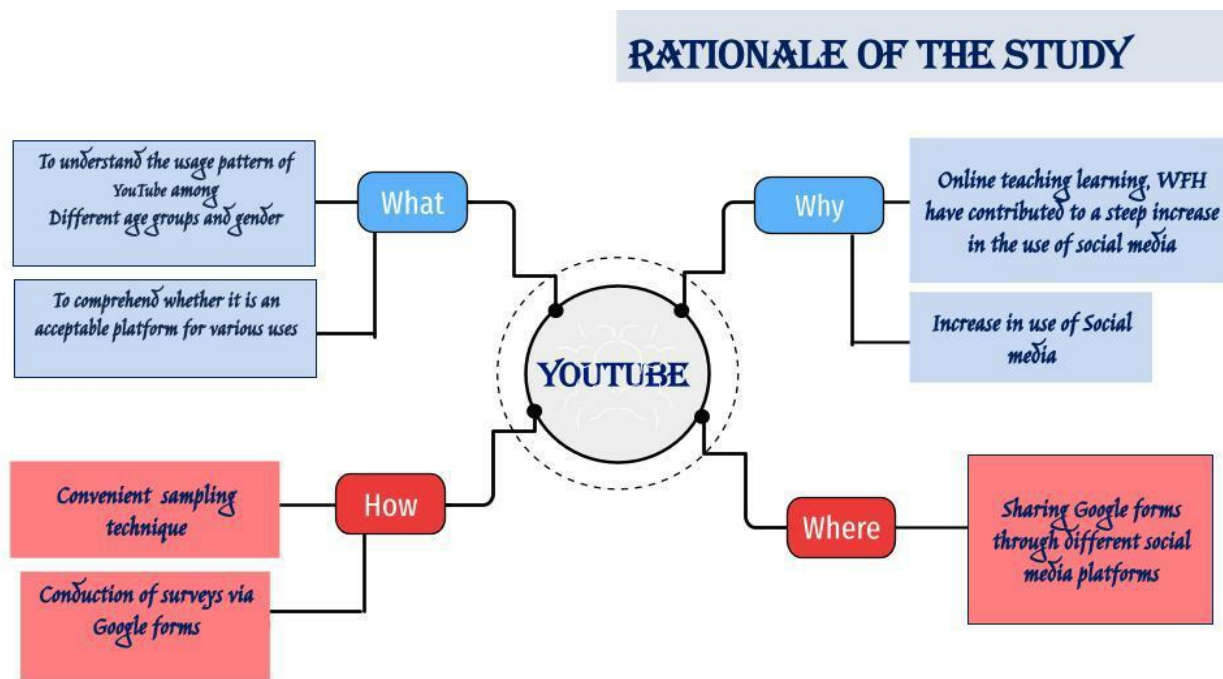 RATIONALE OF THE STUDY
To understand the usage pattern of
YouTube among
Different age groups and gender
What
To comprehend whether it is an
acceptable platform for various uses
Why
Online teaching learning, WFH
have contributed to a steep increase
in the use of social media
Increase in use of Social
media
YOUTUBE
Convenient sampling
technique
How
Conduction of surveys via
Google forms
Where
Sharing Google forms
through different social
media platforms